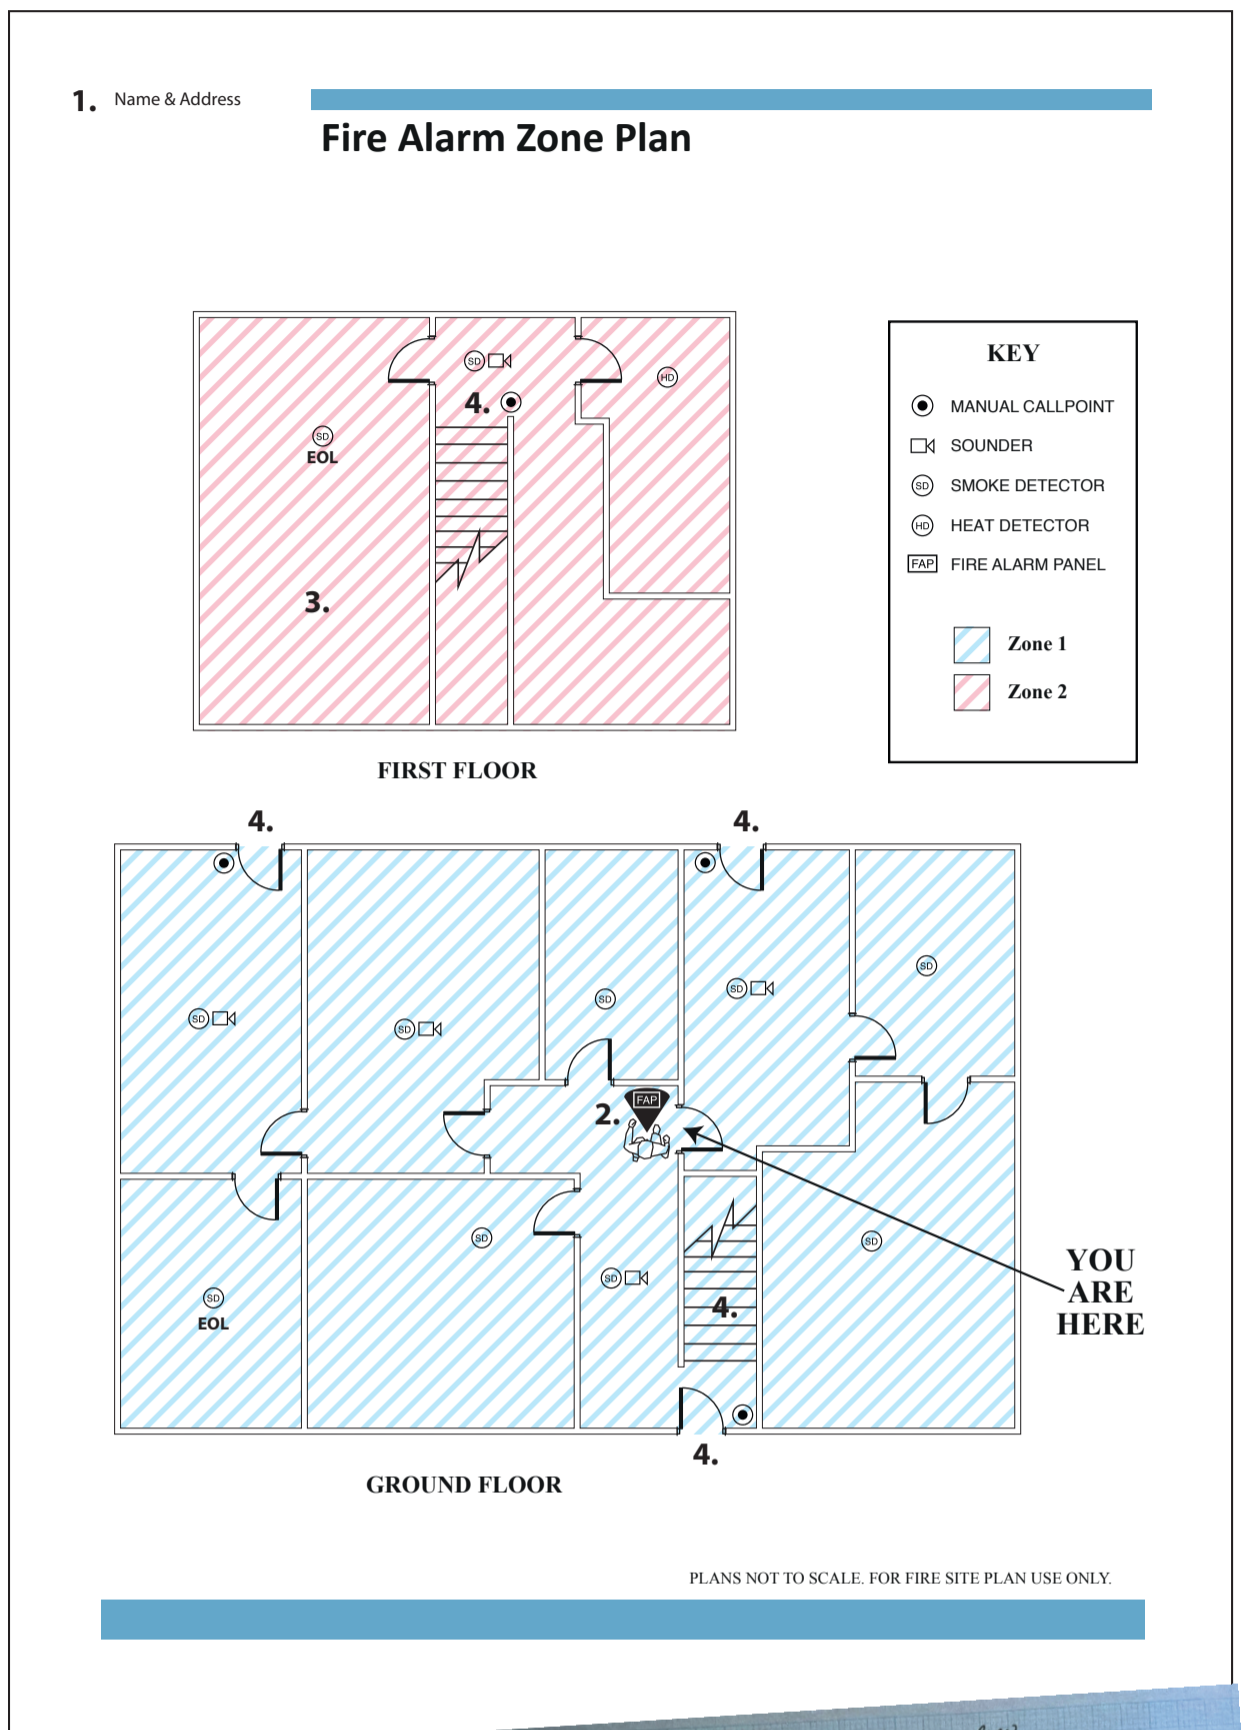 1. Name & Address
Fire Alarm Zone Plan
KEY
MANUAL CALLPOINT
SOUNDER
SD SMOKE DETECTOR
HD HEAT DETECTOR
FAP FIRE ALARM PANEL
Zone 1
Zone 2
SD
HD
4.
SD
EOL
3.
FIRST FLOOR
4.
4.
SD
SD
SD
SD
SD
FAP
2.
SD
SD
SD
SD
EOL
4.
YOU
ARE
HERE
4.
GROUND FLOOR
PLANS NOT TO SCALE. FOR FIRE SITE PLAN USE ONLY.